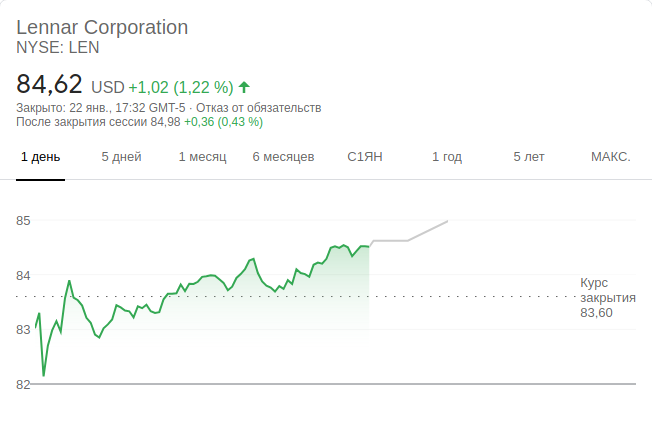 Lennar Corporation
NYSE: LEN
84,62 USD +1,02 (1,22 %)
Закрыто: 22 янв., 17:32 GMT-5 · Отказ от обязательств
После закрытия сессии 84,98 +0,36 (0,43 %)
1 день 5 дней 1 месяц 6 месяцев С1ЯН 1 год 5 лет МАКС.
85
84
Курс
закрытия
83,60
83
82